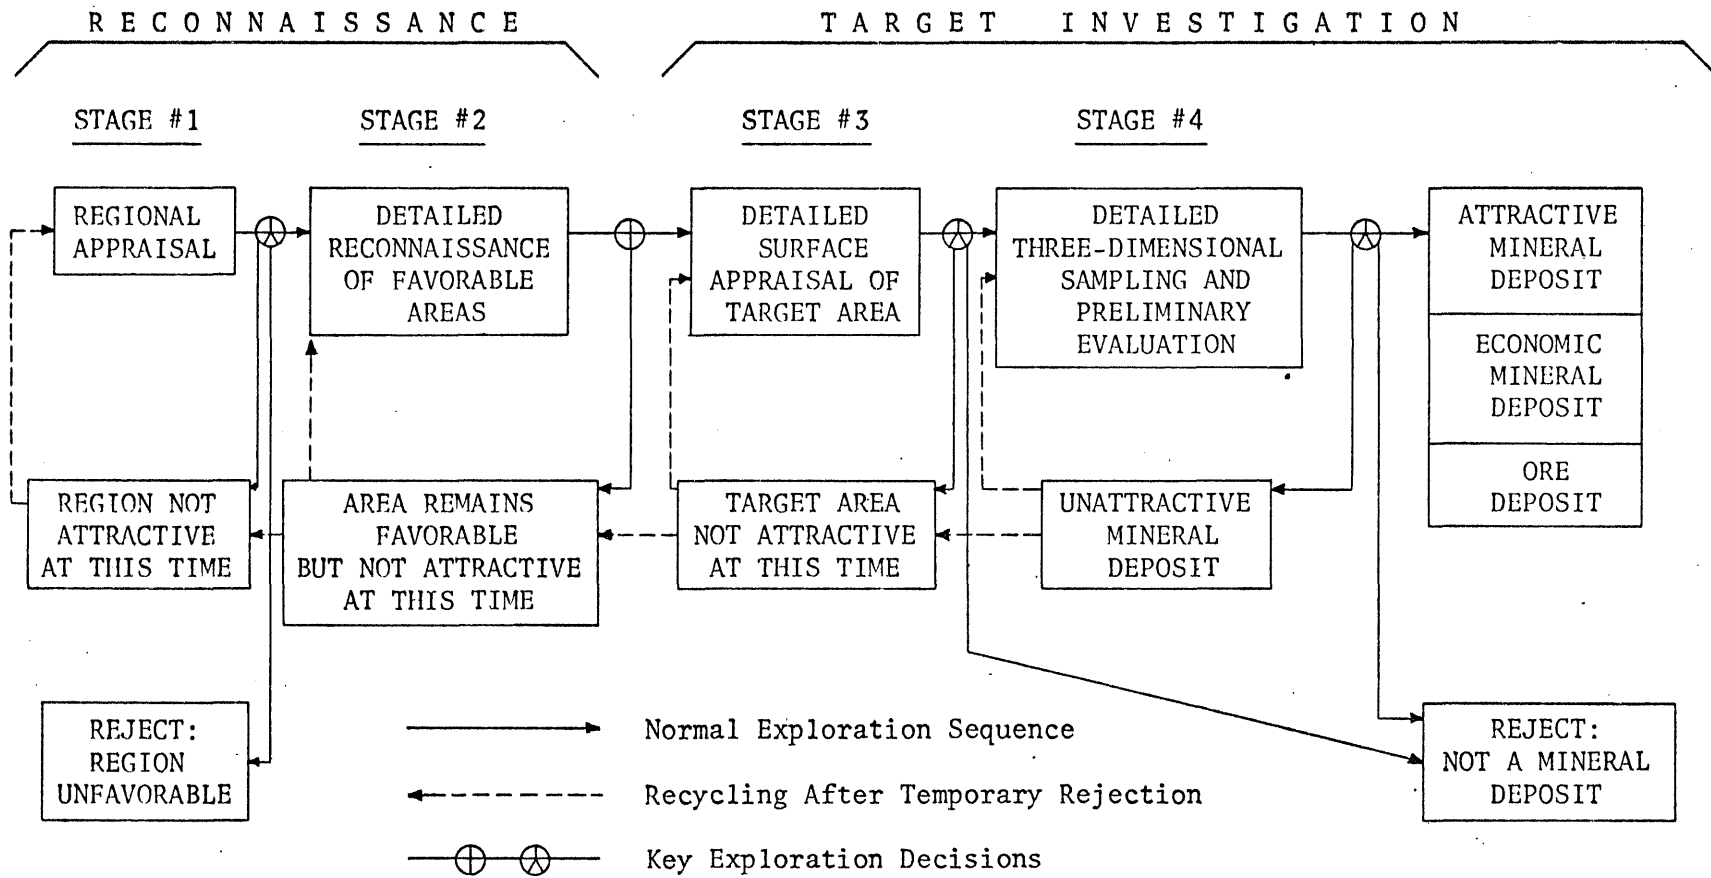 RECONNAISSANCE
TARGET INVESTIGATION
STAGE #1
STAGE #2
STAGE #3
STAGE #4
REGIONAL
APPRAISAL
DETAILED
RECONNAISSANCE
OF FAVORABLE
AREAS
DETAILED
SURFACE
APPRAISAL OF
TARGET AREA
DETAILED
THREE-DIMENSIONAL
SAMPLING AND
PRELIMINARY
EVALUATION
ATTRACTIVE
MINERAL
DEPOSIT
ECONOMIC
MINERAL
DEPOSIT
ORE
DEPOSIT
REGION NOT
ATTRACTIVE
AT THIS TIME
AREA REMAINS
FAVORABLE
BUT NOT ATTRACTIVE
AT THIS TIME
TARGET AREA
NOT ATTRACTIVE
AT THIS TIME
UNATTRACTIVE
MINERAL
DEPOSIT
REJECT:
REGION
UNFAVORABLE
REJECT:
NOT A MINERAL
DEPOSIT
Normal Exploration Sequence
Recycling After Temporary Rejection
Key Exploration Decisions